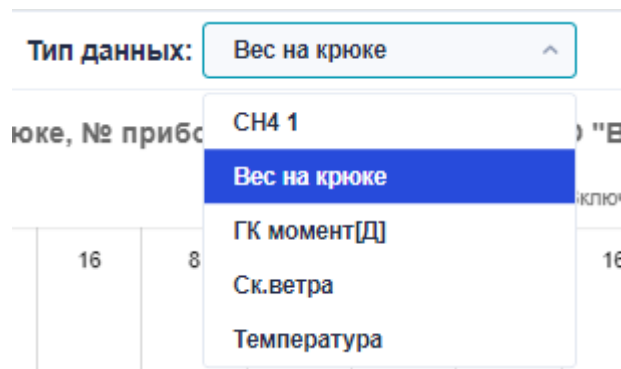 Тип данных: Вес на крюке
CH4 1
юке, № прибо
"В
Вес на крюке
ГК момент[Д]
16 8 16
Ск.ветра
Температура